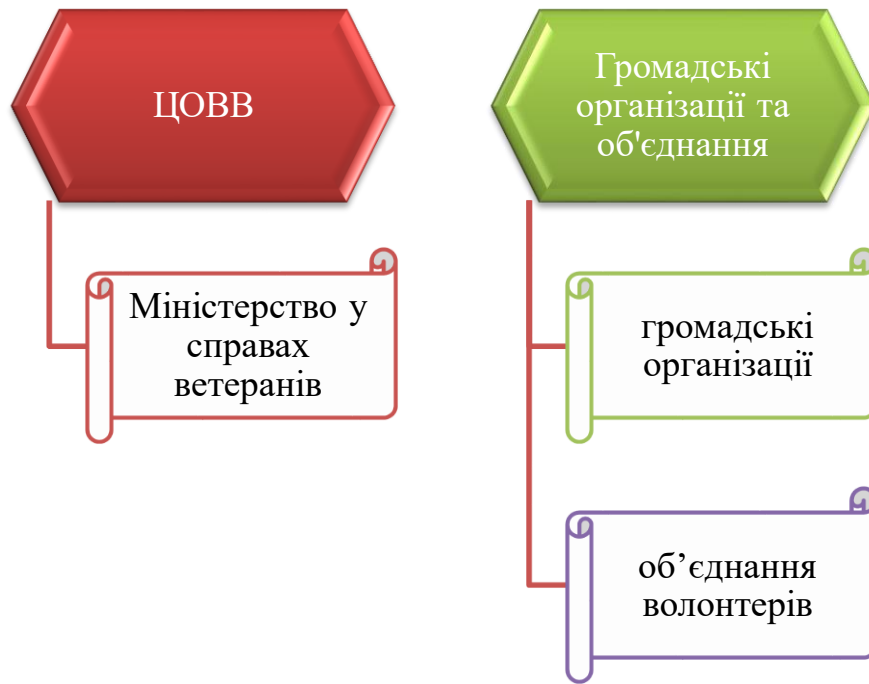 ЦОВВ
Міністерство у
справах
ветеранів
Громадські
організації та
об'єднання
громадські
організації
об’єднання
волонтерів